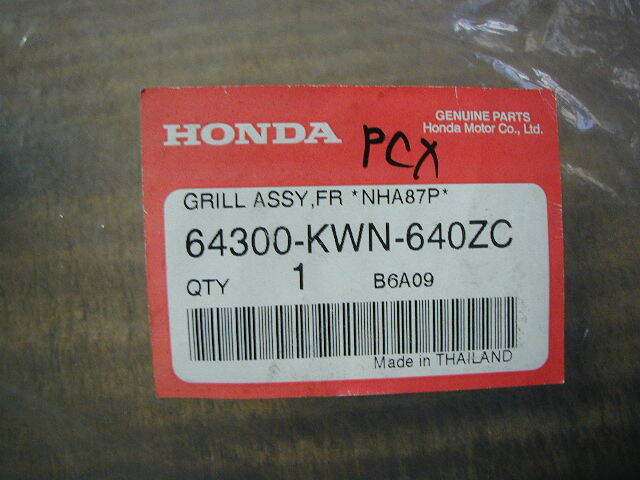 HONDA
PCX
GENUINE PARTS
Honda Motor Co., Ltd.
GRILL ASSY,FR *NHA87P*
64300-KWN-640ZC
QTY 1 B6A09
Made in THAILAND